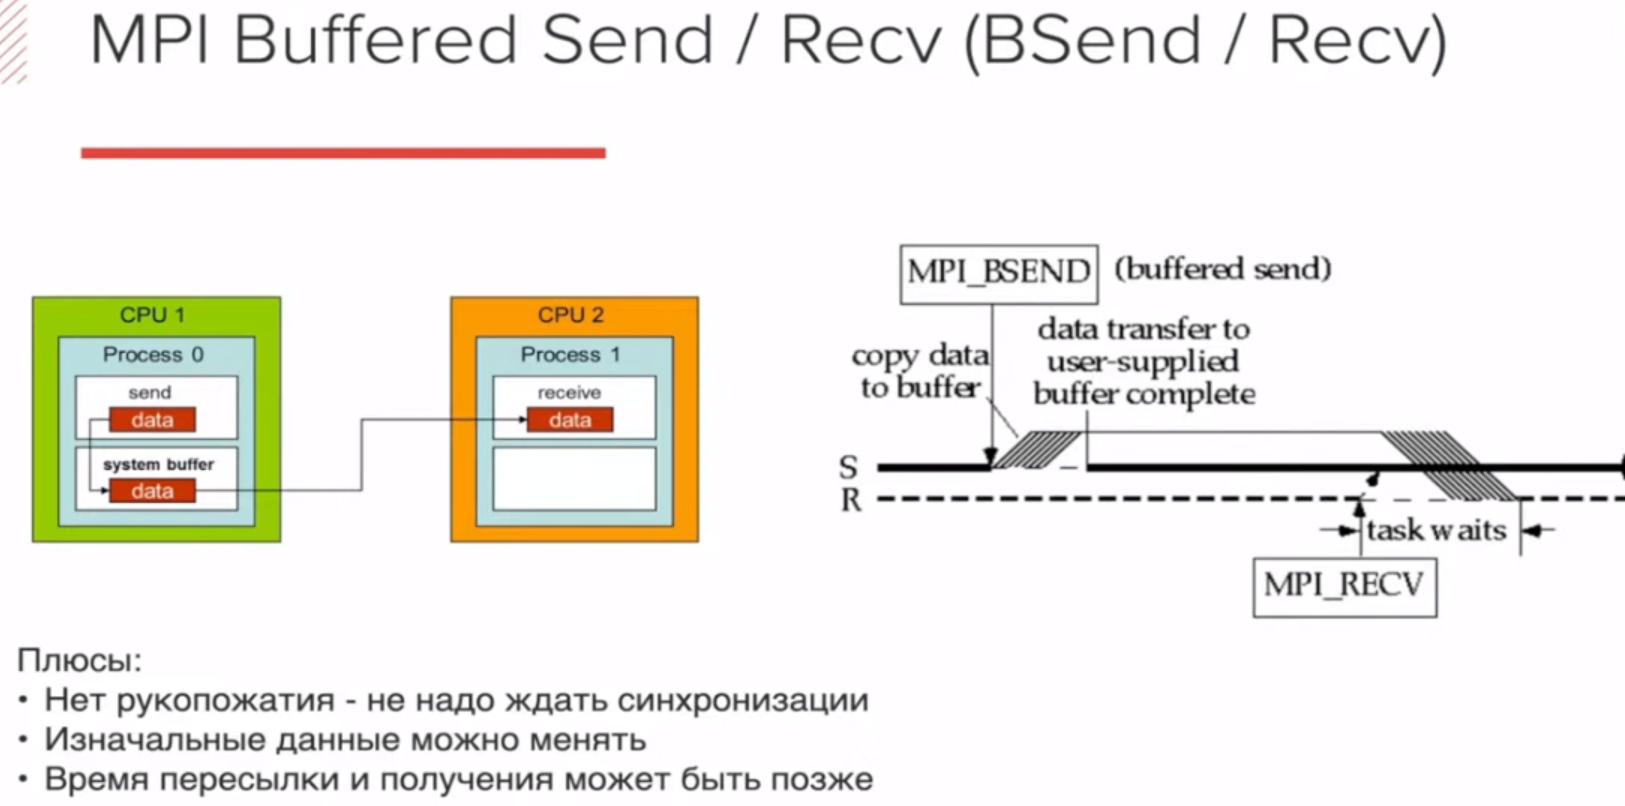 MPI Buffered Send / Recv (BSend / Recv)
CPU 1
Process 0
send
data
system buffer
data
CPU 2
Process 1
receive
data
MPI_BSEND (buffered send)
copy data
to buffer
data transfer to
user-supplied
buffer complete
S
R
task waits
MPI_RECV
Плюсы:
• Нет рукопожатия - не надо ждать синхронизации
• Изначальные данные можно менять
• Время пересылки и получения может быть позже